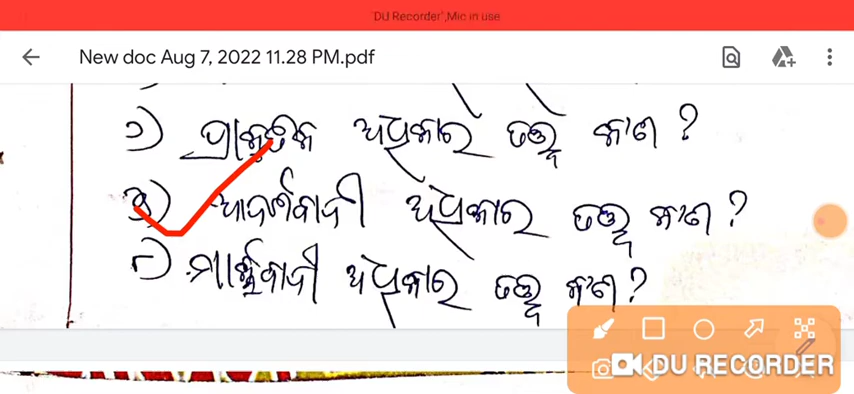 'DU Recorder',Mic in use
New doc Aug 7, 2022 11.28 PM.pdf
୨) ପ୍ରାକୃତିକ ଅଧିକାର ତତ୍ତ୍ୱ କ'ଣ ?
ଆଦର୍ଶବାଦୀ ଅଧିକାର ତତ୍ତ୍ୱ କ'ଣ ?
୮) ମାର୍କ୍ସବାଦୀ ଅଧିକାର ତତ୍ତ୍ୱ କ'ଣ ?
DU RECORDER